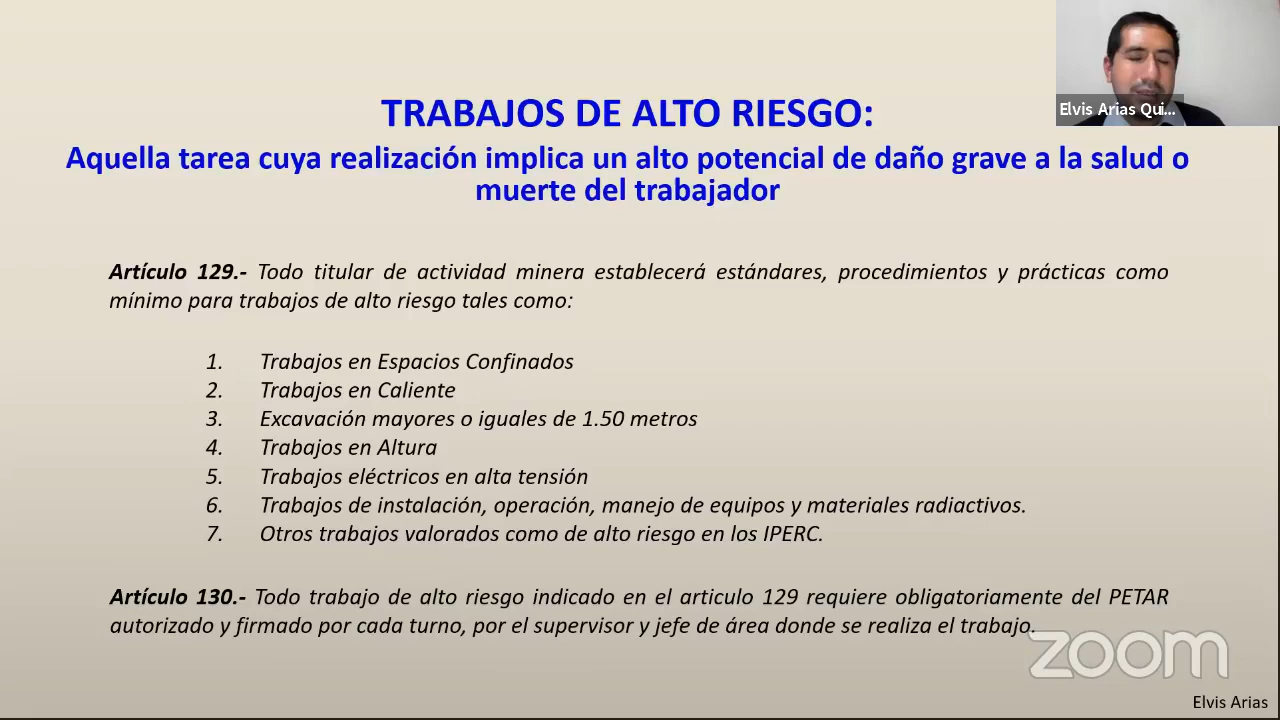 Elvis Arias Qui...
TRABAJOS DE ALTO RIESGO:
Aquella tarea cuya realización implica un alto potencial de daño grave a la salud o
muerte del trabajador
Artículo 129.- Todo titular de actividad minera establecerá estándares, procedimientos y prácticas como
mínimo para trabajos de alto riesgo tales como:
1. Trabajos en Espacios Confinados
2. Trabajos en Caliente
3. Excavación mayores o iguales de 1.50 metros
4. Trabajos en Altura
5. Trabajos eléctricos en alta tensión
6. Trabajos de instalación, operación, manejo de equipos y materiales radiactivos.
7. Otros trabajos valorados como de alto riesgo en los IPERC.
Artículo 130.- Todo trabajo de alto riesgo indicado en el articulo 129 requiere obligatoriamente del PETAR
autorizado y firmado por cada turno, por el supervisor y jefe de área donde se realiza el trabajo.
zoom
Elvis Arias